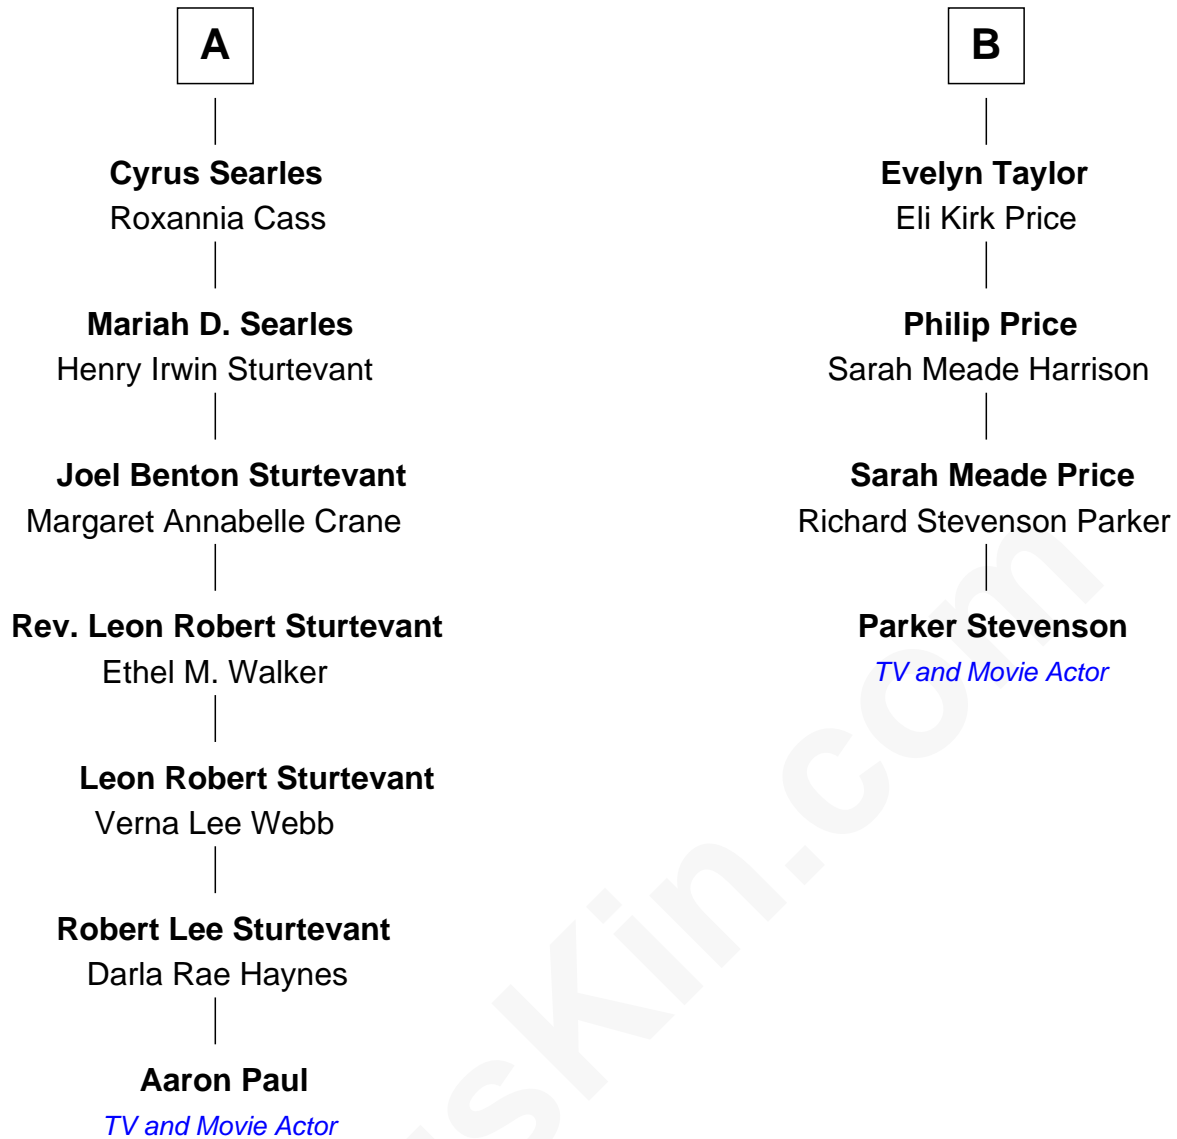 A
Cyrus Searles
Roxannia Cass
Mariah D. Searles
Henry Irwin Sturtevant
Joel Benton Sturtevant
Margaret Annabelle Crane
Rev. Leon Robert Sturtevant
Ethel M. Walker
Leon Robert Sturtevant
Verna Lee Webb
Robert Lee Sturtevant
Darla Rae Haynes
Aaron Paul
TV and Movie Actor
B
Evelyn Taylor
Eli Kirk Price
Philip Price
Sarah Meade Harrison
Sarah Meade Price
Richard Stevenson Parker
Parker Stevenson
TV and Movie Actor